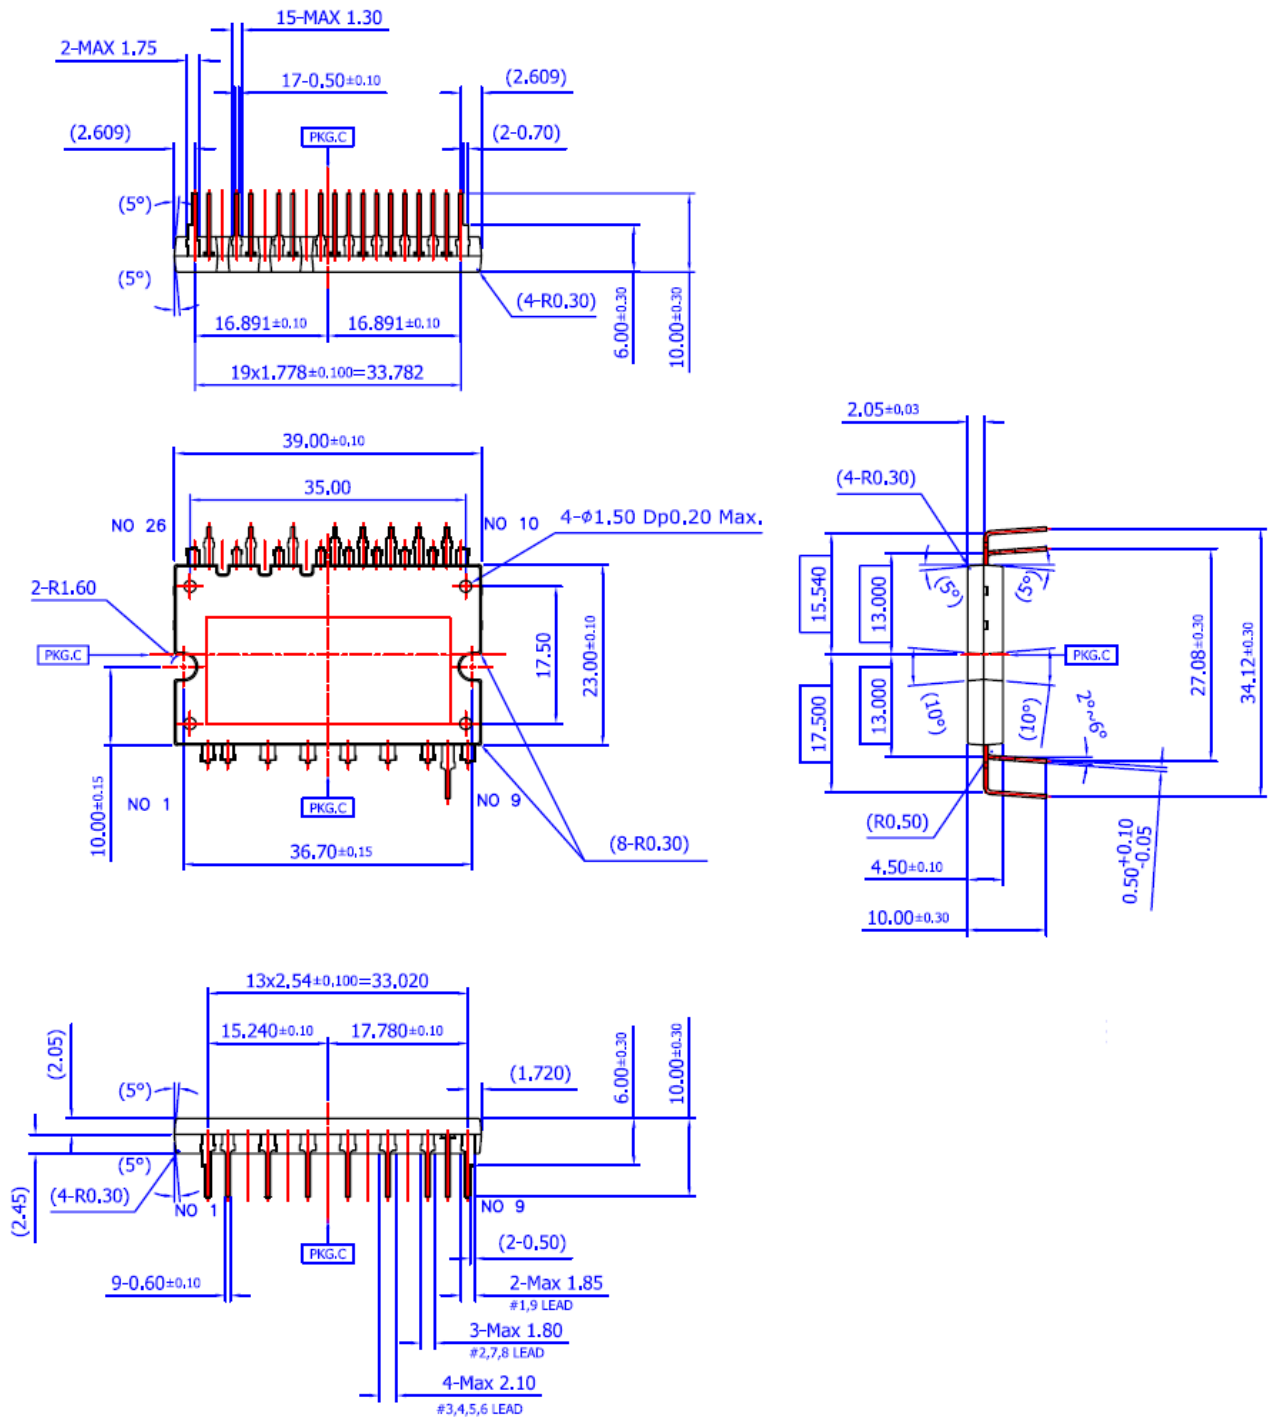 15-MAX 1.30
2-MAX 1.75
17-0.50±0.10
(2.609)
(2.609)
PKG.C
(2-0.70)
(5°)
(5°)
(4-R0.30)
16.891±0.10
16.891±0.10
6.00±0.30
10.00±0.30
19x1.778±0.100=33.782
39.00±0.10
35.00
NO 26
NO 10
4-φ1.50 Dp0.20 Max.
2-R1.60
PKG.C
17.50
23.00±0.10
10.00±0.15
NO 1
PKG.C
NO 9
36.70±0.15
(8-R0.30)
2.05±0.03
(4-R0.30)
15.540
13.000
(5°)
(5°)
PKG.C
27.08±0.30
34.12±0.30
17.500
13.000
(10°)
(10°)
2°~9°
(R0.50)
4.50±0.10
0.50+0.10
-0.05
10.00±0.30
13x2.54±0.100=33.020
15.240±0.10
17.780±0.10
6.00±0.30
10.00±0.30
(2.05)
(5°)
(1.720)
(5°)
(4-R0.30)
(2.45)
NO 1
NO 9
PKG.C
(2-0.50)
9-0.60±0.10
2-Max 1.85
#1,9 LEAD
3-Max 1.80
#2,7,8 LEAD
4-Max 2.10
#3,4,5,6 LEAD